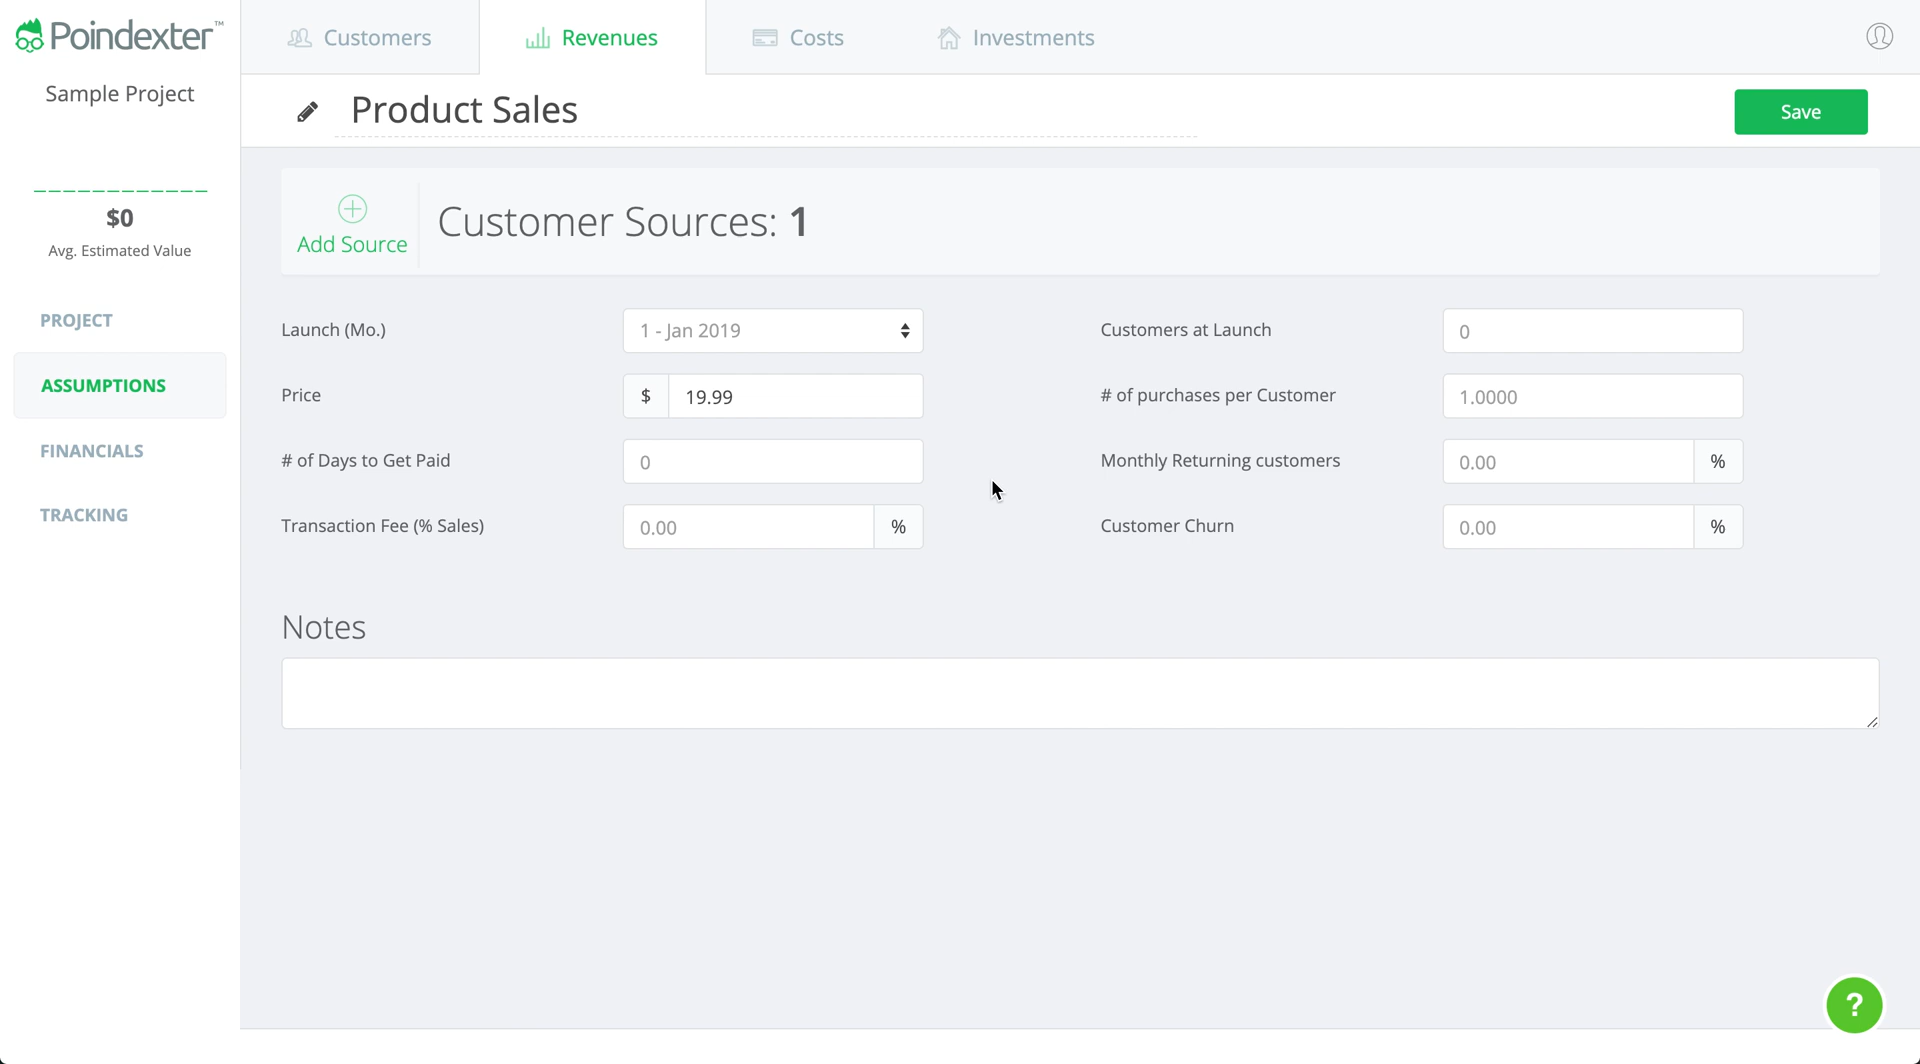 Poindexter™
Sample Project
$0
Avg. Estimated Value
PROJECT
ASSUMPTIONS
FINANCIALS
TRACKING
Customers
Revenues
Costs
Investments
Product Sales
Save
Add Source
Customer Sources: 1
Launch (Mo.)
1 - Jan 2019
Customers at Launch
0
Price
$ 19.99
# of purchases per Customer
1.0000
# of Days to Get Paid
0
Monthly Returning customers
0.00 %
Transaction Fee (% Sales)
0.00 %
Customer Churn
0.00 %
Notes
?